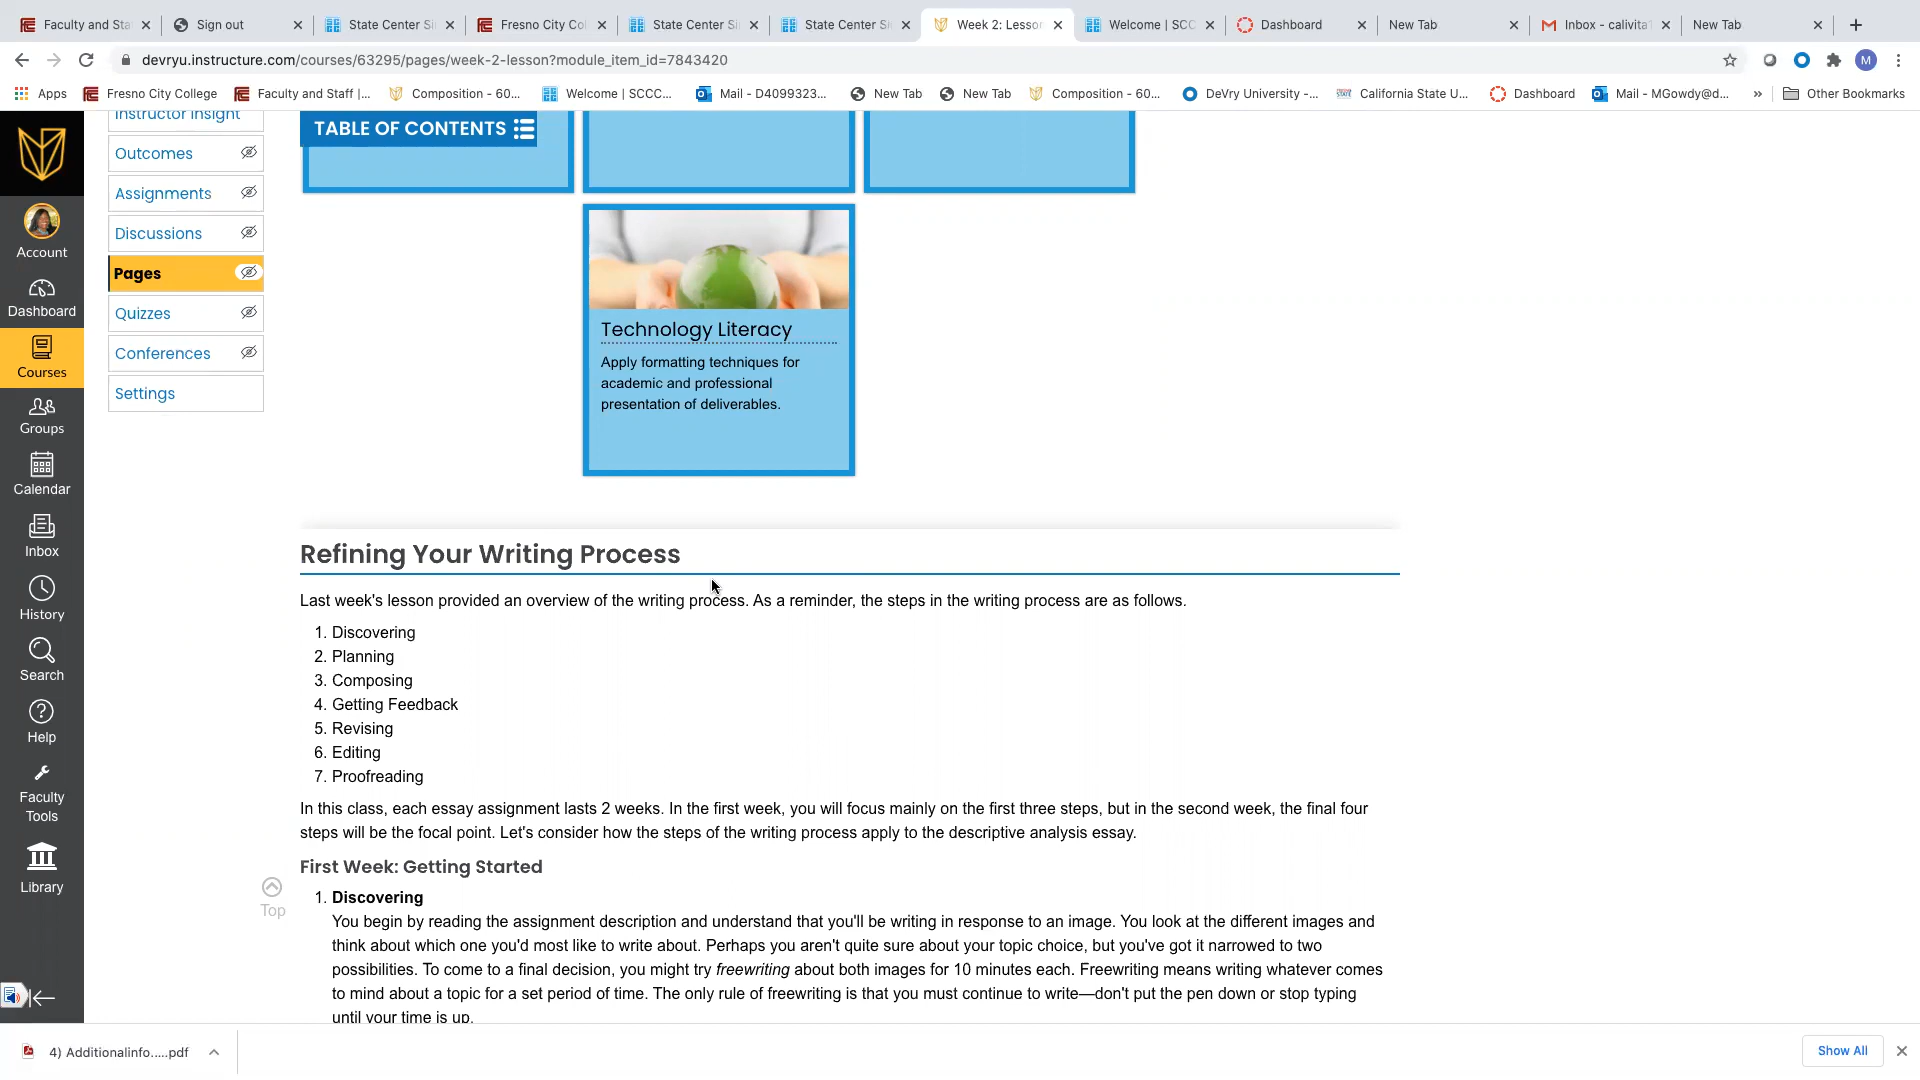 Faculty and Sta
Sign out
State Center S
Fresno City Co
State Center Si
State Center S
Week 2: Lesso
Welcome | SCC
Dashboard
New Tab
Inbox - calivita
New Tab
devryu.instructure.com/courses/63295/pages/week-2-lesson?module_item_id=7843420
M
Apps
Fresno City College
Faculty and Staff |...
Composition - 60...
Welcome | SCCC...
Mail - D4099323...
New Tab
New Tab
Composition - 60...
DeVry University -...
California State U...
Dashboard
Mail - MGowdy@d...
»
Other Bookmarks
Instructor Insight
Outcomes
Assignments
Discussions
Pages
Quizzes
Conferences
Settings
Account
Dashboard
Courses
Groups
Calendar
Inbox
History
Search
Help
Faculty
Tools
Library
TABLE OF CONTENTS
Technology Literacy
Apply formatting techniques for
academic and professional
presentation of deliverables.
Refining Your Writing Process
Last week's lesson provided an overview of the writing process. As a reminder, the steps in the writing process are as follows.
1. Discovering
2. Planning
3. Composing
4. Getting Feedback
5. Revising
6. Editing
7. Proofreading
In this class, each essay assignment lasts 2 weeks. In the first week, you will focus mainly on the first three steps, but in the second week, the final four
steps will be the focal point. Let's consider how the steps of the writing process apply to the descriptive analysis essay.
First Week: Getting Started
Top
1. Discovering
You begin by reading the assignment description and understand that you'll be writing in response to an image. You look at the different images and
think about which one you'd most like to write about. Perhaps you aren't quite sure about your topic choice, but you've got it narrowed to two
possibilities. To come to a final decision, you might try freewriting about both images for 10 minutes each. Freewriting means writing whatever comes
to mind about a topic for a set period of time. The only rule of freewriting is that you must continue to write—don't put the pen down or stop typing
until your time is up.
4) Additionalinfo.....pdf
Show All